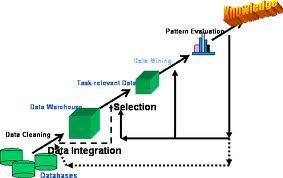 Knowledge
Pattern Evaluation
Data Mining
Task-relevant Data
Data Warehouse
Selection
Data Cleaning
Data Integration
Databases